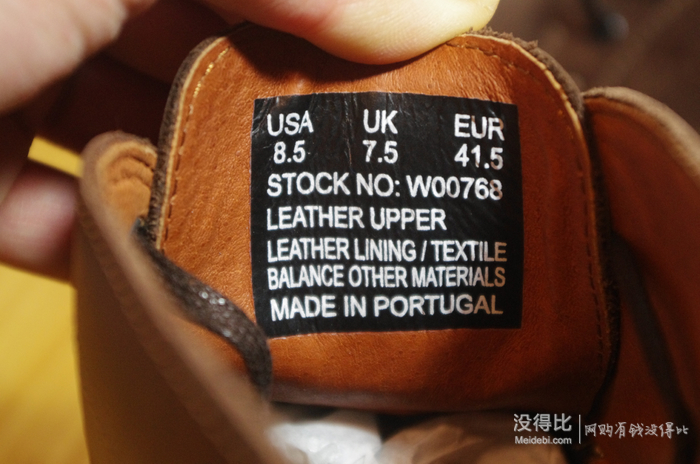 USA UK EUR
8.5 7.5 41.5
STOCK NO: W00768
LEATHER UPPER
LEATHER LINING / TEXTILE
BALANCE OTHER MATERIALS
MADE IN PORTUGAL
没得比 网购有钱没得比
Meidebi.com